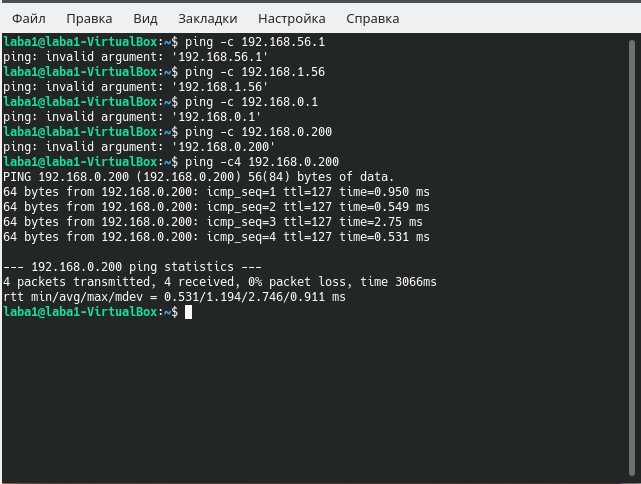 Файл Правка Вид Закладки Настройка Справка
laba1@laba1-VirtualBox:~$ ping -c 192.168.56.1
ping: invalid argument: '192.168.56.1'
laba1@laba1-VirtualBox:~$ ping -c 192.168.1.56
ping: invalid argument: '192.168.1.56'
laba1@laba1-VirtualBox:~$ ping -c 192.168.0.1
ping: invalid argument: '192.168.0.1'
laba1@laba1-VirtualBox:~$ ping -c 192.168.0.200
ping: invalid argument: '192.168.0.200'
laba1@laba1-VirtualBox:~$ ping -c4 192.168.0.200
PING 192.168.0.200 (192.168.0.200) 56(84) bytes of data.
64 bytes from 192.168.0.200: icmp_seq=1 ttl=127 time=0.950 ms
64 bytes from 192.168.0.200: icmp_seq=2 ttl=127 time=0.549 ms
64 bytes from 192.168.0.200: icmp_seq=3 ttl=127 time=2.75 ms
64 bytes from 192.168.0.200: icmp_seq=4 ttl=127 time=0.531 ms
--- 192.168.0.200 ping statistics ---
4 packets transmitted, 4 received, 0% packet loss, time 3066ms
rtt min/avg/max/mdev = 0.531/1.194/2.746/0.911 ms
laba1@laba1-VirtualBox:~$